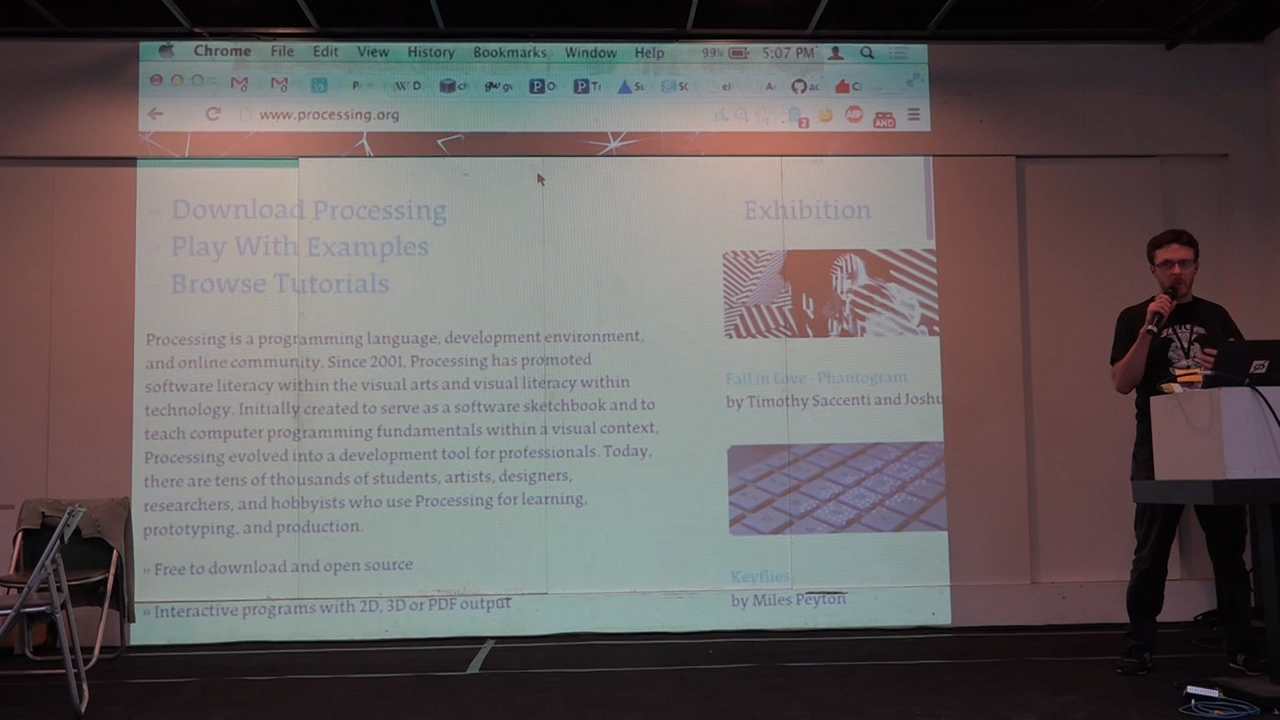 Chrome File Edit View History Bookmarks Window Help 99% 5:07 PM
www.processing.org
2 ABP AND
Download Processing
Play With Examples
Browse Tutorials
Processing is a programming language, development environment,
and online community. Since 2001, Processing has promoted
software literacy within the visual arts and visual literacy within
technology. Initially created to serve as a software sketchbook and to
teach computer programming fundamentals within a visual context,
Processing evolved into a development tool for professionals. Today,
there are tens of thousands of students, artists, designers,
researchers, and hobbyists who use Processing for learning,
prototyping, and production.
» Free to download and open source
» Interactive programs with 2D, 3D or PDF output
Exhibition
Fall in Love - Phantogram
by Timothy Saccenti and Joshu
Keyflies
by Miles Peyton